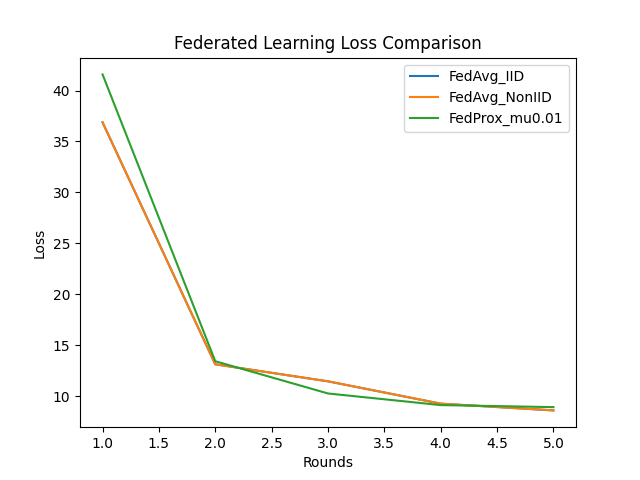 Federated Learning Loss Comparison
FedAvg_IID
FedAvg_NonIID
FedProx_mu0.01
Loss
40
35
30
25
20
15
10
1.0 1.5 2.0 2.5 3.0 3.5 4.0 4.5 5.0
Rounds